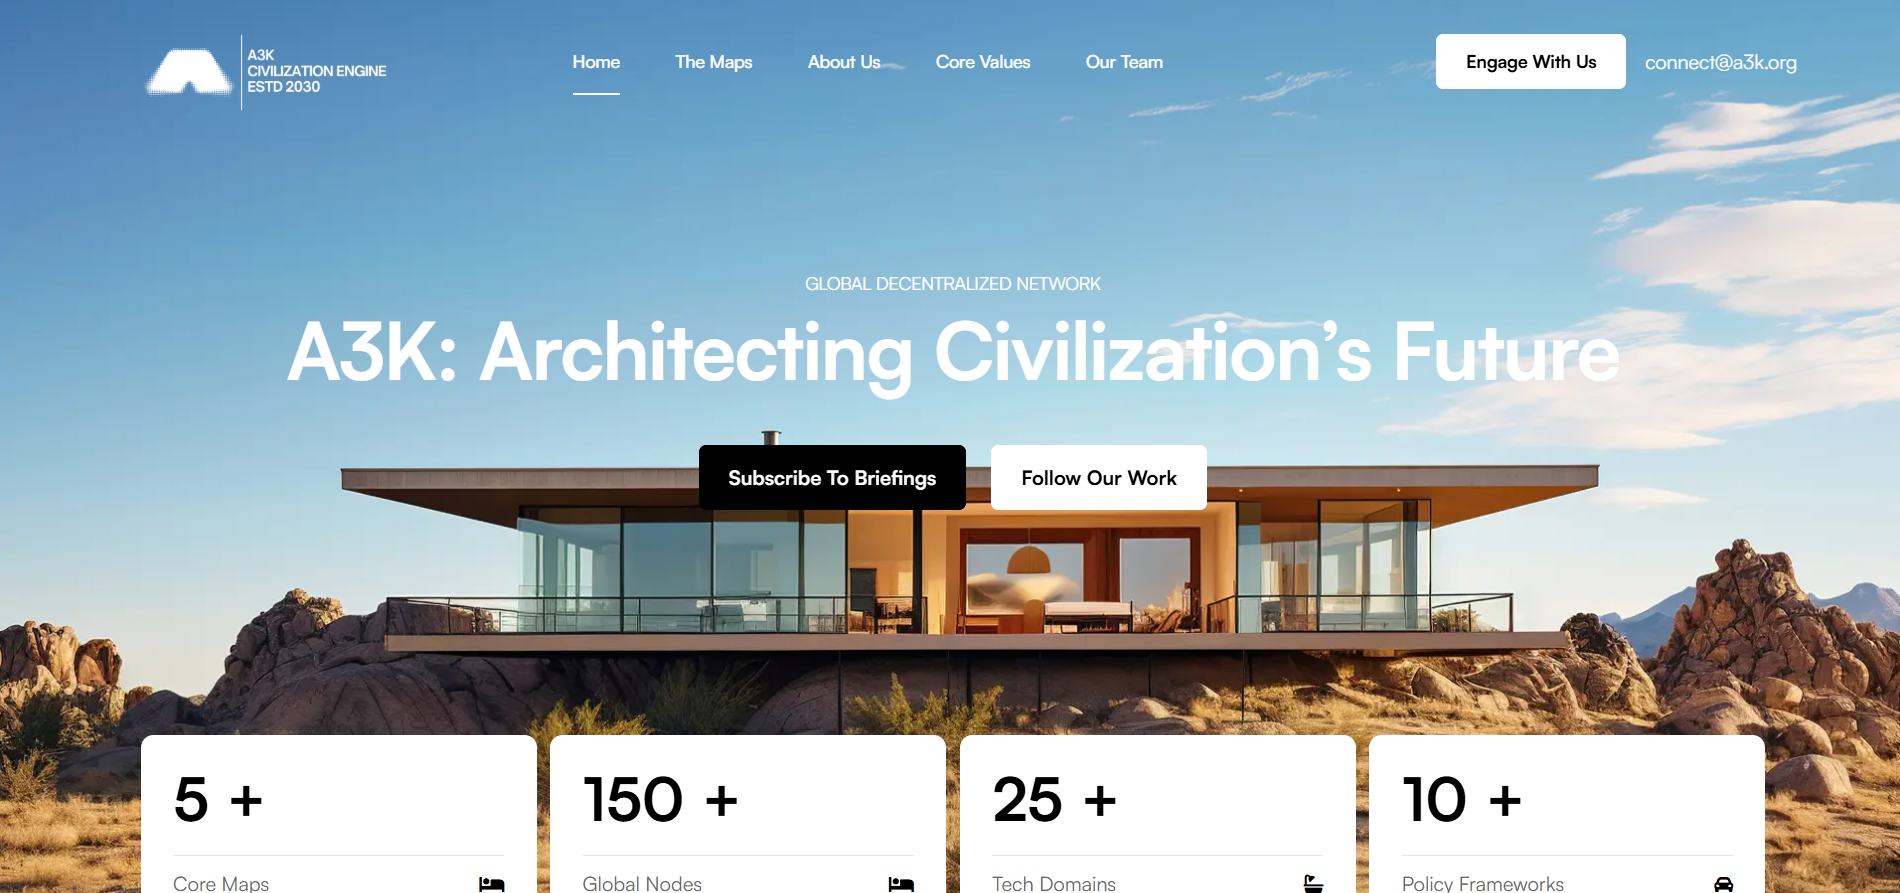 A3K
CIVILIZATION ENGINE
ESTD 2030
Home
The Maps
About Us
Core Values
Our Team
Engage With Us
connect@a3k.org
GLOBAL DECENTRALIZED NETWORK
A3K: Architecting Civilization’s Future
Subscribe To Briefings
Follow Our Work
5 +
Core Maps
150 +
Global Nodes
25 +
Tech Domains
10 +
Policy Frameworks